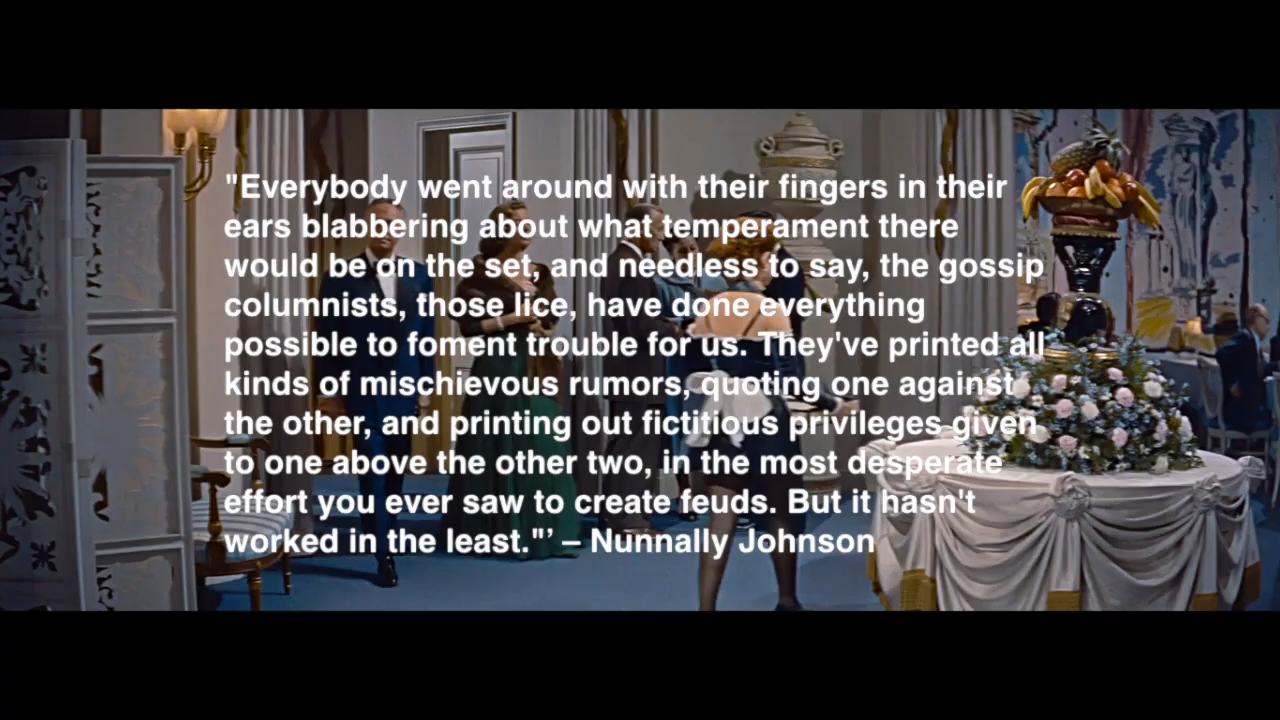 "Everybody went around with their fingers in their
ears blabbering about what temperament there
would be on the set, and needless to say, the gossip
columnists, those lice, have done everything
possible to foment trouble for us. They've printed all
kinds of mischievous rumors, quoting one against
the other, and printing out fictitious privileges given
to one above the other two, in the most desperate
effort you ever saw to create feuds. But it hasn't
worked in the least."’ – Nunnally Johnson